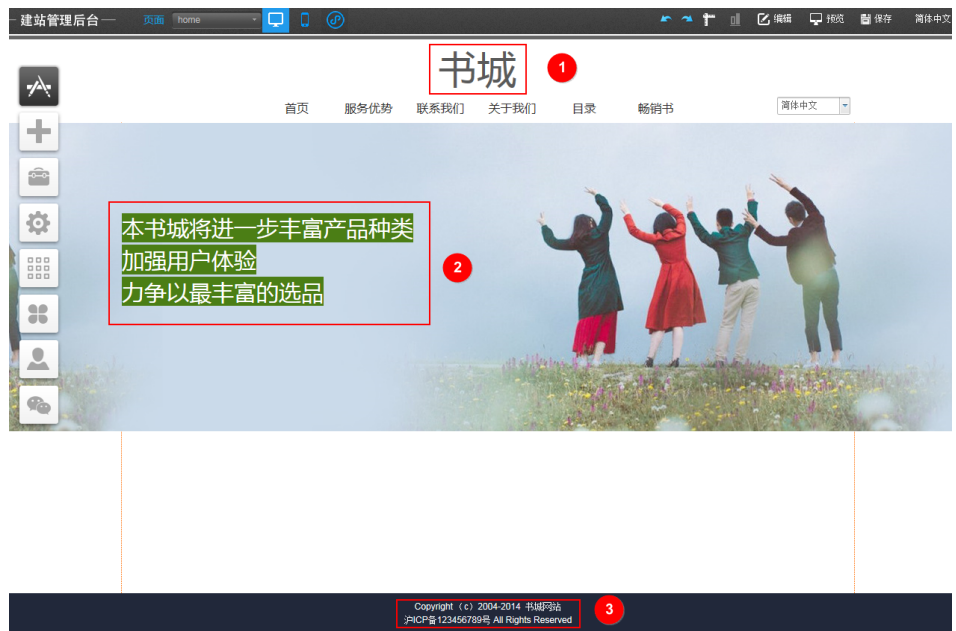 建站管理后台
页面 home 编辑 预览 保存 简体中文
书城 1
首页 服务优势 联系我们 关于我们 目录 畅销书 简体中文
本书城将进一步丰富产品种类
加强用户体验 2
力争以最丰富的选品
Copyright（c）2004-2014 书城网站
沪ICP备123456789号 All Rights Reserved 3